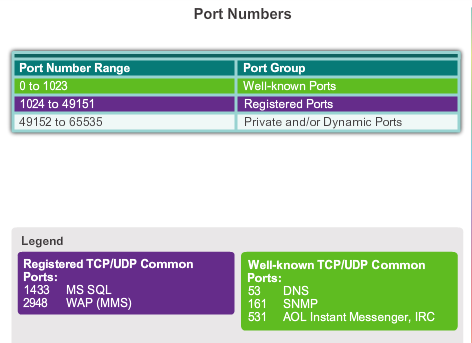 Port Numbers
Port Number Range Port Group
0 to 1023 Well-known Ports
1024 to 49151 Registered Ports
49152 to 65535 Private and/or Dynamic Ports
Legend
Registered TCP/UDP Common
Ports:
1433 MS SQL
2948 WAP (MMS)
Well-known TCP/UDP Common
Ports:
53 DNS
161 SNMP
531 AOL Instant Messenger, IRC